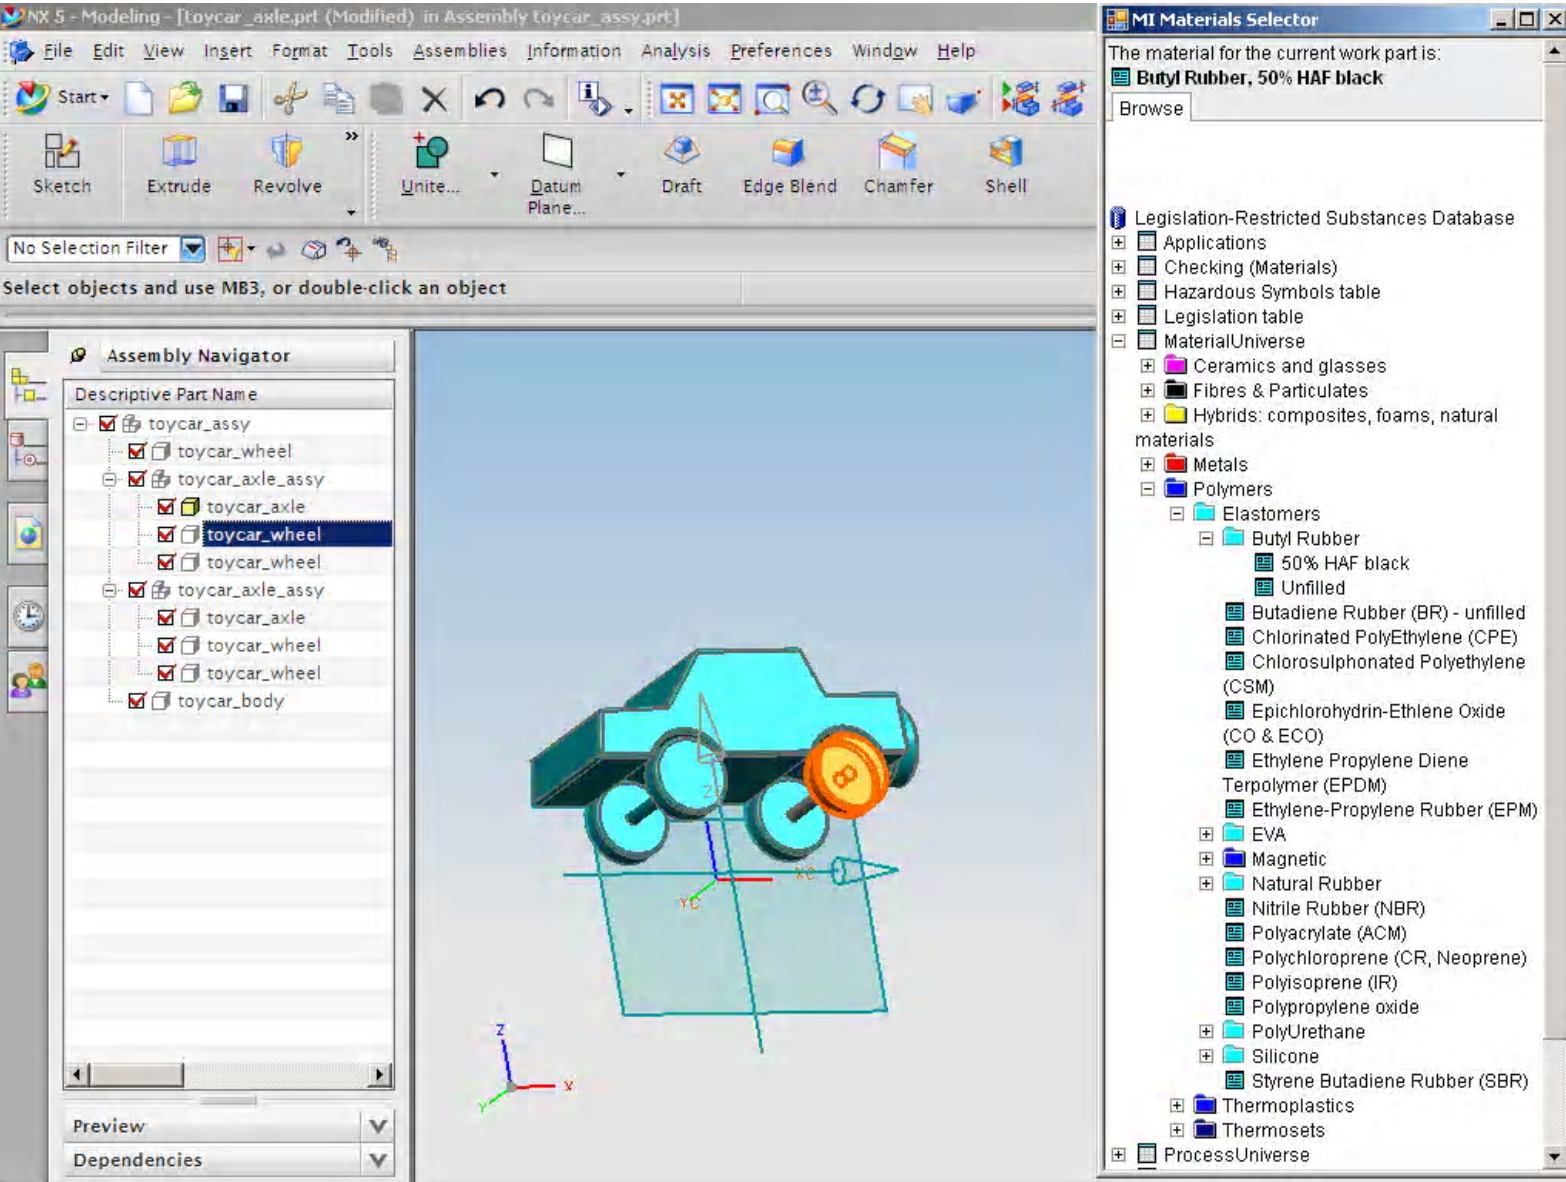 NX 5 - Modeling - [toycar_axle.prt (Modified) in Assembly toycar_assy.prt]
File Edit View Insert Format Tools Assemblies Information Analysis Preferences Window Help
Start
Sketch Extrude Revolve Unite... Datum Plane... Draft Edge Blend Chamfer Shell
No Selection Filter
Select objects and use MB3, or double-click an object
Assembly Navigator
Descriptive Part Name
toycar_assy
toycar_wheel
toycar_axle_assy
toycar_axle
toycar_wheel
toycar_wheel
toycar_axle_assy
toycar_axle
toycar_wheel
toycar_wheel
toycar_body
Preview
Dependencies
XC
YC
Z
X
Y
MI Materials Selector
The material for the current work part is:
Butyl Rubber, 50% HAF black
Browse
Legislation-Restricted Substances Database
Applications
Checking (Materials)
Hazardous Symbols table
Legislation table
MaterialUniverse
Ceramics and glasses
Fibres & Particulates
Hybrids: composites, foams, natural
materials
Metals
Polymers
Elastomers
Butyl Rubber
50% HAF black
Unfilled
Butadiene Rubber (BR) - unfilled
Chlorinated PolyEthylene (CPE)
Chlorosulphonated Polyethylene
(CSM)
Epichlorohydrin-Ethlene Oxide
(CO & ECO)
Ethylene Propylene Diene
Terpolymer (EPDM)
Ethylene-Propylene Rubber (EPM)
EVA
Magnetic
Natural Rubber
Nitrile Rubber (NBR)
Polyacrylate (ACM)
Polychloroprene (CR, Neoprene)
Polyisoprene (IR)
Polypropylene oxide
PolyUrethane
Silicone
Styrene Butadiene Rubber (SBR)
Thermoplastics
Thermosets
ProcessUniverse